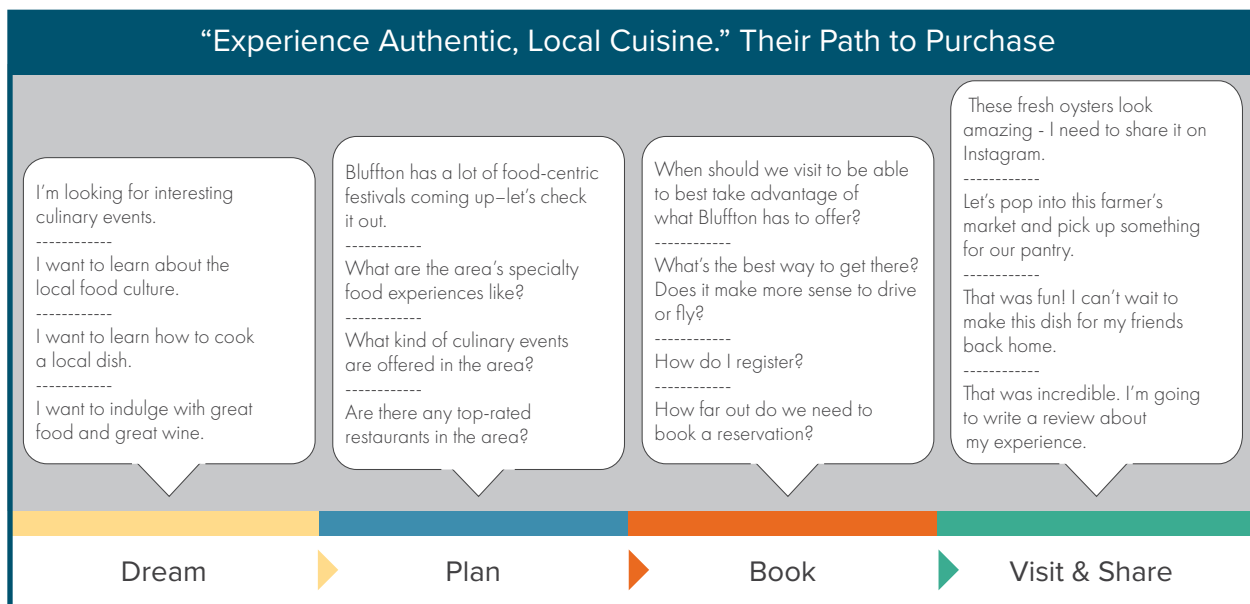 “Experience Authentic, Local Cuisine.” Their Path to Purchase
I’m looking for interesting
culinary events.
------------
I want to learn about the
local food culture.
------------
I want to learn how to cook
a local dish.
------------
I want to indulge with great
food and great wine.
Bluffton has a lot of food-centric
festivals coming up–let’s check
it out.
------------
What are the area’s specialty
food experiences like?
------------
What kind of culinary events
are offered in the area?
------------
Are there any top-rated
restaurants in the area?
When should we visit to be able
to best take advantage of
what Bluffton has to offer?
------------
What’s the best way to get there?
Does it make more sense to drive
or fly?
------------
How do I register?
------------
How far out do we need to
book a reservation?
These fresh oysters look
amazing - I need to share it on
Instagram.
------------
Let’s pop into this farmer’s
market and pick up something
for our pantry.
------------
That was fun! I can’t wait to
make this dish for my friends
back home.
------------
That was incredible. I’m going
to write a review about
my experience.
Dream
Plan
Book
Visit & Share